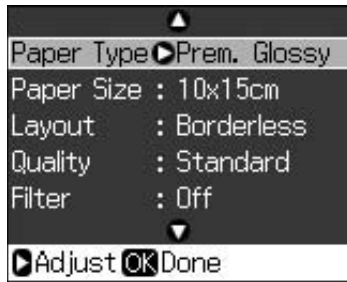 Paper Type Prem. Glossy
Paper Size : 10x15cm
Layout : Borderless
Quality : Standard
Filter : Off
Adjust OK Done